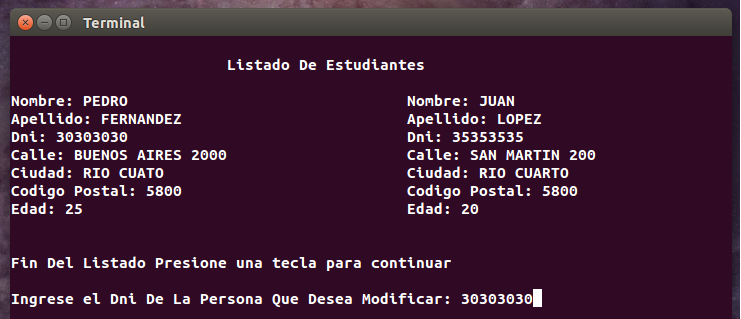 Terminal
Listado De Estudiantes
Nombre: PEDRO Nombre: JUAN
Apellido: FERNANDEZ Apellido: LOPEZ
Dni: 30303030 Dni: 35353535
Calle: BUENOS AIRES 2000 Calle: SAN MARTIN 200
Ciudad: RIO CUATO Ciudad: RIO CUARTO
Codigo Postal: 5800 Codigo Postal: 5800
Edad: 25 Edad: 20
Fin Del Listado Presione una tecla para continuar
Ingrese el Dni De La Persona Que Desea Modificar: 30303030